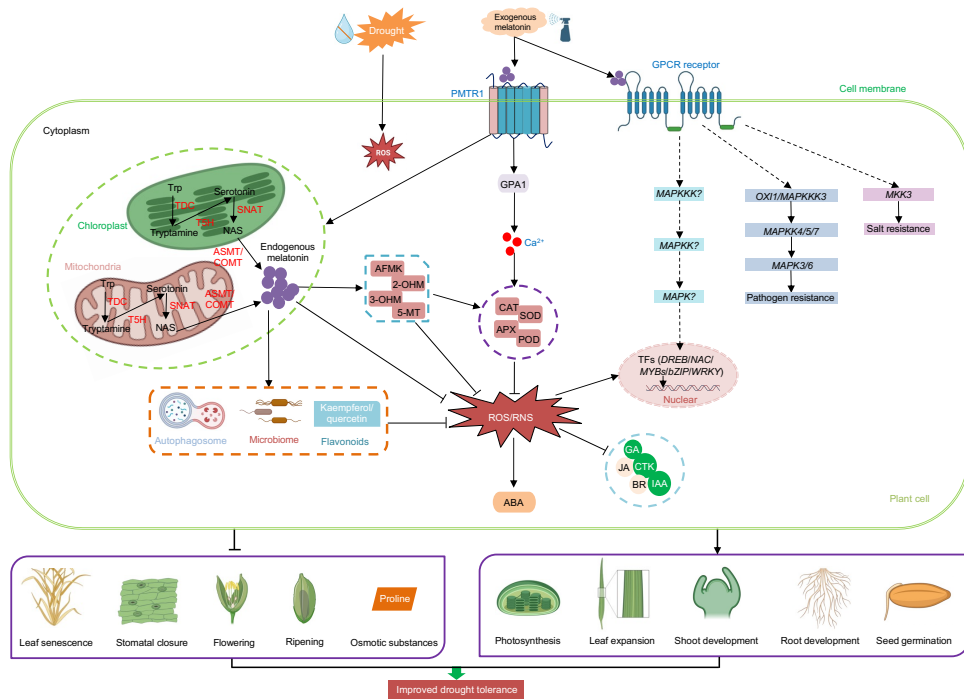 Drought
Exogenous
melatonin
GPCR receptor
PMTR1
Cell membrane
Cytoplasm
ROS
Trp
Serotonin
TDC
SNAT
T5H
Tryptamine
NAS
Chloroplast
ASMT/
COMT
Endogenous
melatonin
Mitochondria
Trp
Serotonin
TDC
SNAT
ASMT/
COMT
T5H
Tryptamine
NAS
GPA1
Ca²⁺
AFMK
2-OHM
3-OHM
5-MT
CAT
SOD
APX
POD
MAPKKK?
MAPKK?
MAPK?
OXI1/MAPKKK3
MAPKK4/5/7
MAPK3/6
Pathogen resistance
MKK3
Salt resistance
TFs (DREB/NAC/
MYBs/bZIP/WRKY)
Nuclear
Autophagosome
Microbiome
Kaempferol/
quercetin
Flavonoids
ROS/RNS
ABA
GA
JA
CTK
BR
IAA
Plant cell
Leaf senescence
Stomatal closure
Flowering
Ripening
Proline
Osmotic substances
Photosynthesis
Leaf expansion
Shoot development
Root development
Seed germination
Improved drought tolerance